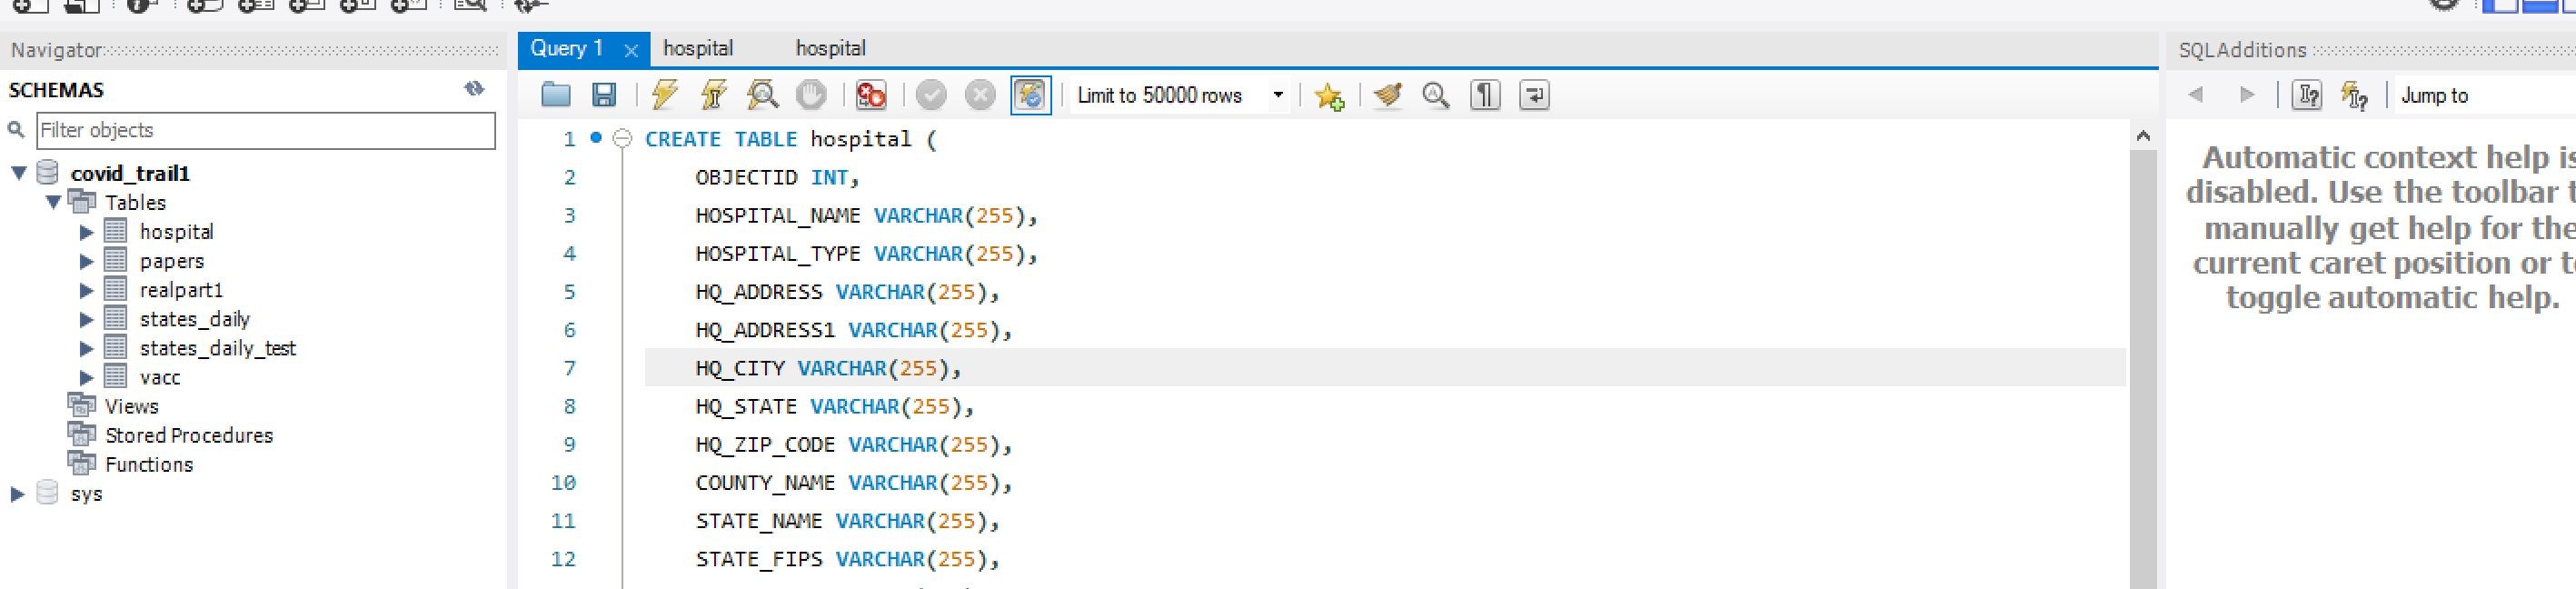 Navigator
SCHEMAS
Filter objects
covid_trail1
Tables
hospital
papers
realpart1
states_daily
states_daily_test
vacc
Views
Stored Procedures
Functions
sys
Query 1 hospital hospital
Limit to 50000 rows
1 CREATE TABLE hospital (
2 OBJECTID INT,
3 HOSPITAL_NAME VARCHAR(255),
4 HOSPITAL_TYPE VARCHAR(255),
5 HQ_ADDRESS VARCHAR(255),
6 HQ_ADDRESS1 VARCHAR(255),
7 HQ_CITY VARCHAR(255),
8 HQ_STATE VARCHAR(255),
9 HQ_ZIP_CODE VARCHAR(255),
10 COUNTY_NAME VARCHAR(255),
11 STATE_NAME VARCHAR(255),
12 STATE_FIPS VARCHAR(255),
SQLAdditions
Jump to
Automatic context help is
disabled. Use the toolbar t
manually get help for the
current caret position or t
toggle automatic help.